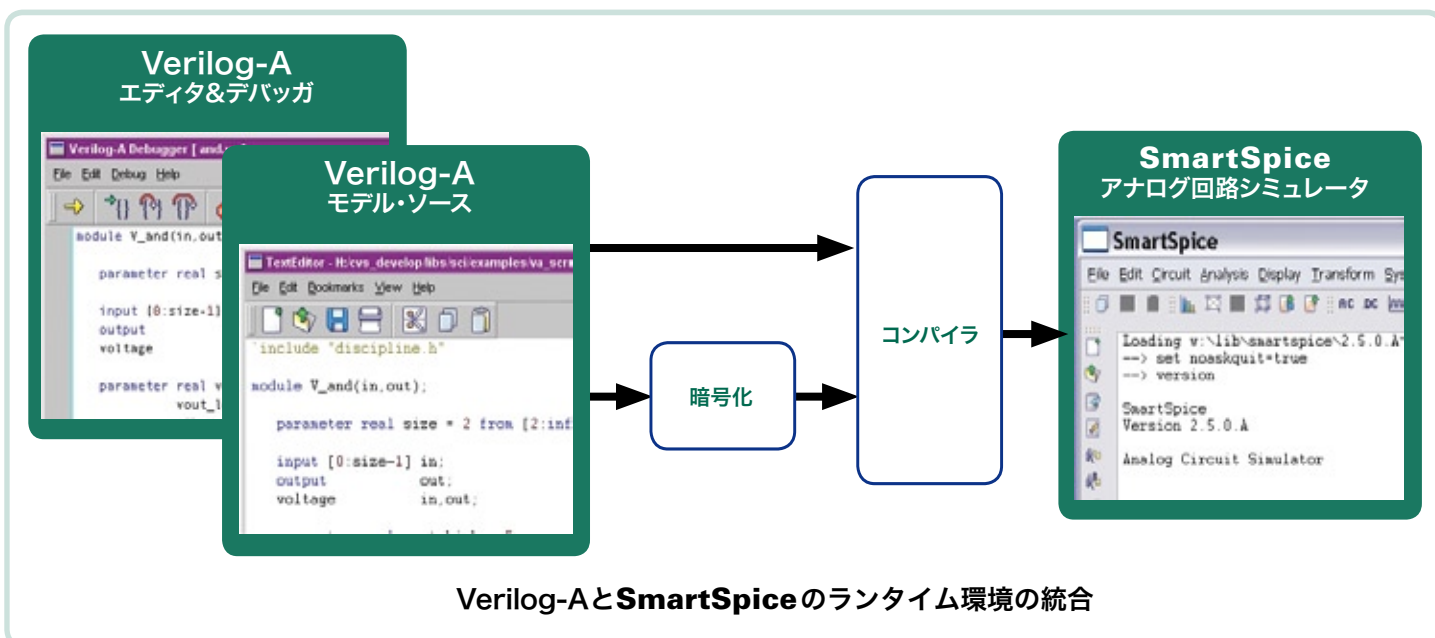 Verilog-A
エディタ&デバッガ
Verilog-A Debugger [ and.
File Edit Debug Help
module V_and(in,out
parameter real s
input [0:size-1]
output
voltage
parameter real v
vout_l
Verilog-A
モデル・ソース
TextEditor - H:\cvs_develop\libs\sci\examples\va_scrn
File Edit Bookmarks View Help
`include "discipline.h"
module V_and(in,out);
parameter real size = 2 from [2:inf
input [0:size-1] in;
output out;
voltage in,out;
暗号化
コンパイラ
SmartSpice
アナログ回路シミュレータ
SmartSpice
File Edit Circuit Analysis Display Transform Sys
AC DC
Loading v:\lib\smartspice\2.5.0.A
--> set noaskquit=true
--> version
SmartSpice
Version 2.5.0.A
Analog Circuit Simulator
Verilog-AとSmartSpiceのランタイム環境の統合